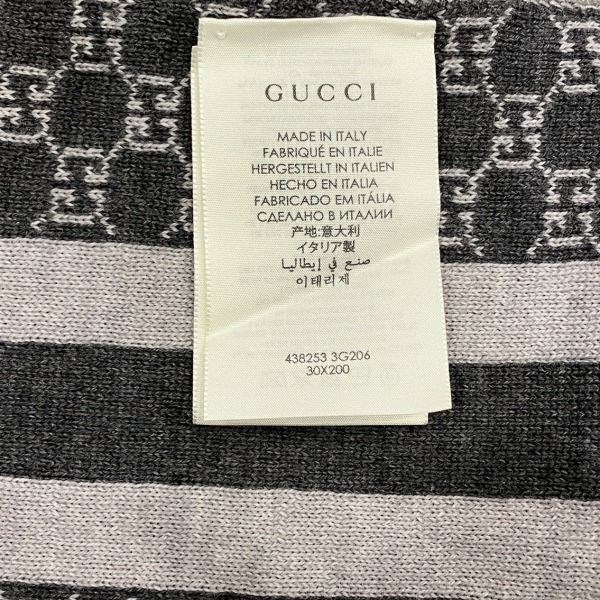 GUCCI
MADE IN ITALY
FABRIQUÉ EN ITALIE
HERGESTELLT IN ITALIEN
HECHO EN ITALIA
FABRICADO EM ITÁLIA
СДЕЛАНО В ИТАЛИИ
产地:意大利
イタリア製
صنع في إيطاليا
이태리제
438253 3G206
30X200